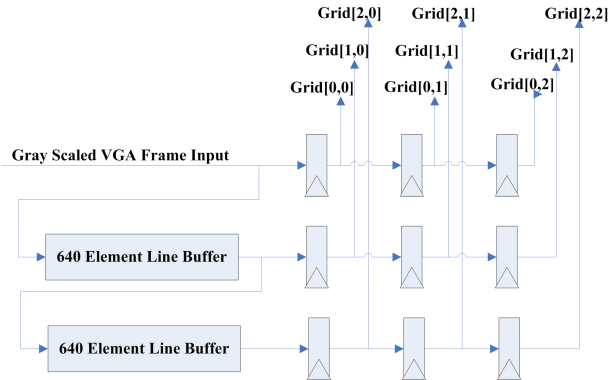 Grid[2,0] Grid[2,1] Grid[2,2]
Grid[1,0] Grid[1,1] Grid[1,2]
Grid[0,0] Grid[0,1] Grid[0,2]
Gray Scaled VGA Frame Input
640 Element Line Buffer
640 Element Line Buffer